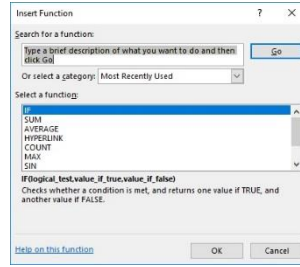 Insert Function ? X
Search for a function:
Type a brief description of what you want to do and then
click Go
Go
Or select a category: Most Recently Used
Select a function:
IF
SUM
AVERAGE
HYPERLINK
COUNT
MAX
SIN
IF(logical_test,value_if_true,value_if_false)
Checks whether a condition is met, and returns one value if TRUE, and
another value if FALSE.
Help on this function
OK Cancel